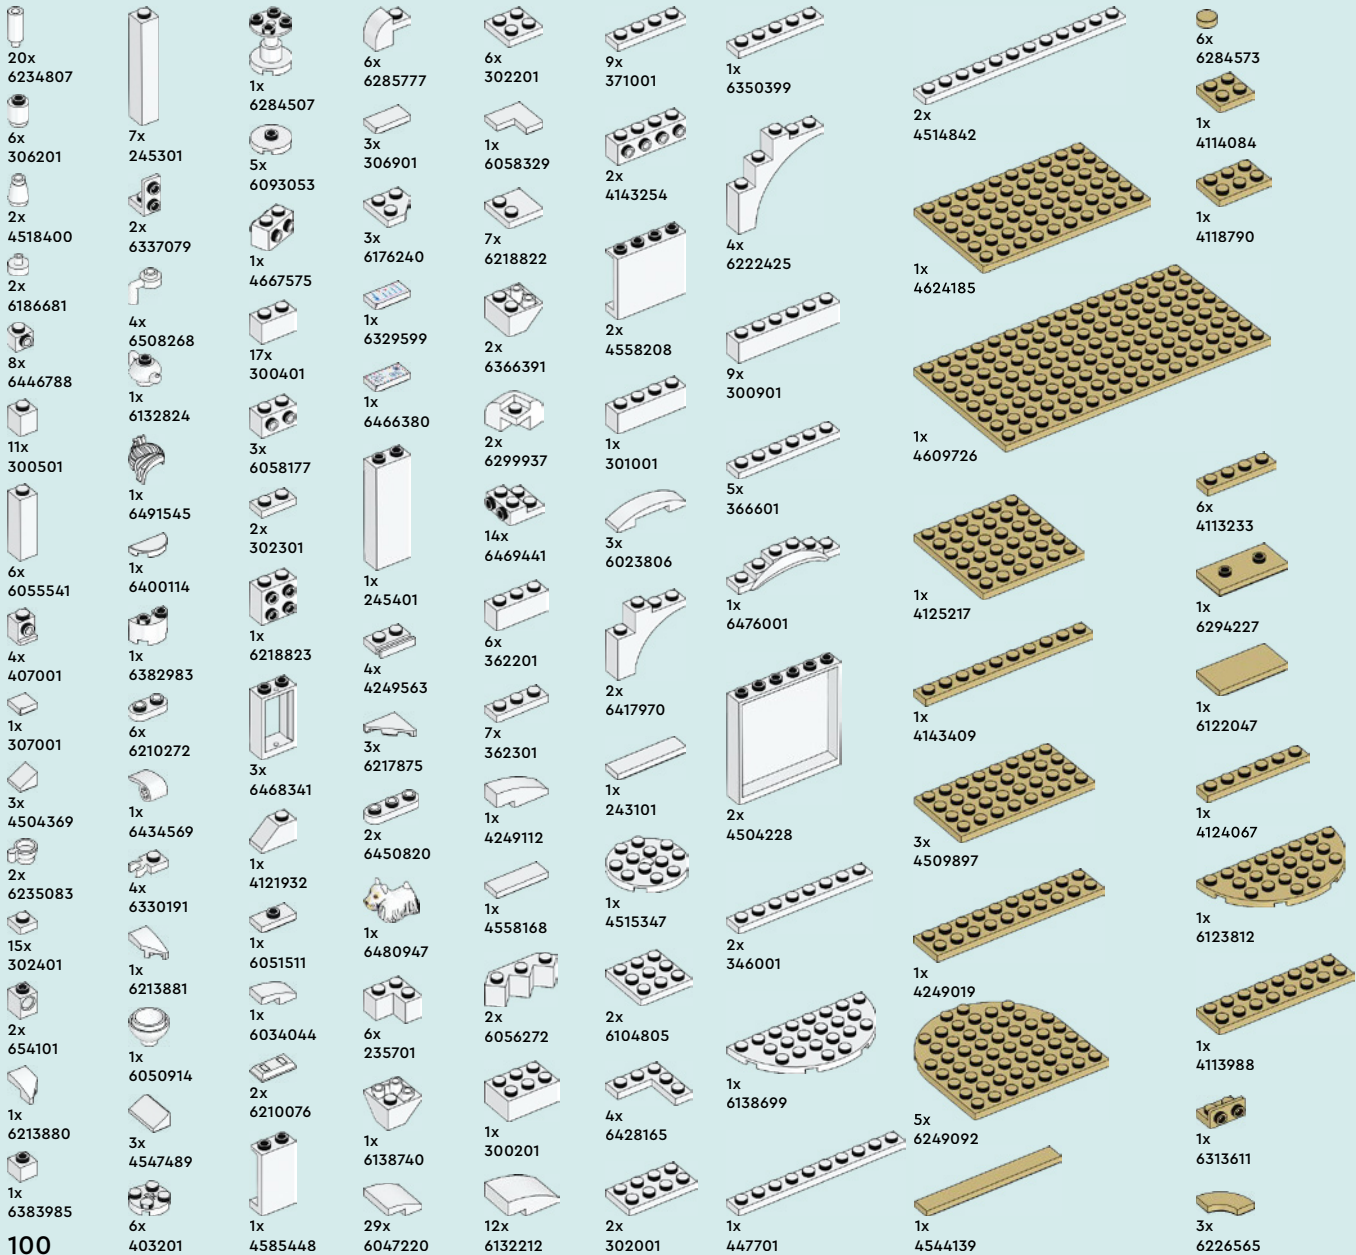 20x
6234807
6x
306201
2x
4518400
2x
6186681
8x
6446788
11x
300501
6x
6055541
4x
407001
1x
307001
3x
4504369
2x
6235083
15x
302401
2x
654101
1x
6213880
1x
6383985
100
7x
245301
2x
6337079
4x
6508268
1x
6132824
1x
6491545
1x
6400114
1x
6382983
6x
6210272
1x
6434569
4x
6330191
1x
6213881
1x
6050914
3x
4547489
6x
403201
1x
6284507
5x
6093053
1x
4667575
17x
300401
3x
6058177
2x
302301
1x
6218823
3x
6468341
1x
4121932
1x
6051511
1x
6034044
2x
6210076
1x
4585448
6x
6285777
3x
306901
3x
6176240
1x
6329599
1x
6466380
1x
245401
4x
4249563
3x
6217875
2x
6450820
1x
6480947
6x
235701
1x
6138740
29x
6047220
6x
302201
1x
6058329
7x
6218822
2x
6366391
2x
6299937
14x
6469441
6x
362201
7x
362301
1x
4249112
1x
4558168
2x
6056272
1x
300201
12x
6132212
9x
371001
2x
4143254
2x
4558208
1x
301001
3x
6023806
2x
6417970
1x
243101
1x
4515347
2x
6104805
4x
6428165
2x
302001
1x
6350399
4x
6222425
9x
300901
5x
366601
1x
6476001
2x
4504228
2x
346001
1x
6138699
1x
447701
2x
4514842
1x
4624185
1x
4609726
1x
4125217
1x
4143409
3x
4509897
1x
4249019
5x
6249092
1x
4544139
6x
6284573
1x
4114084
1x
4118790
6x
4113233
1x
6294227
1x
6122047
1x
4124067
1x
6123812
1x
4113988
1x
6313611
3x
6226565